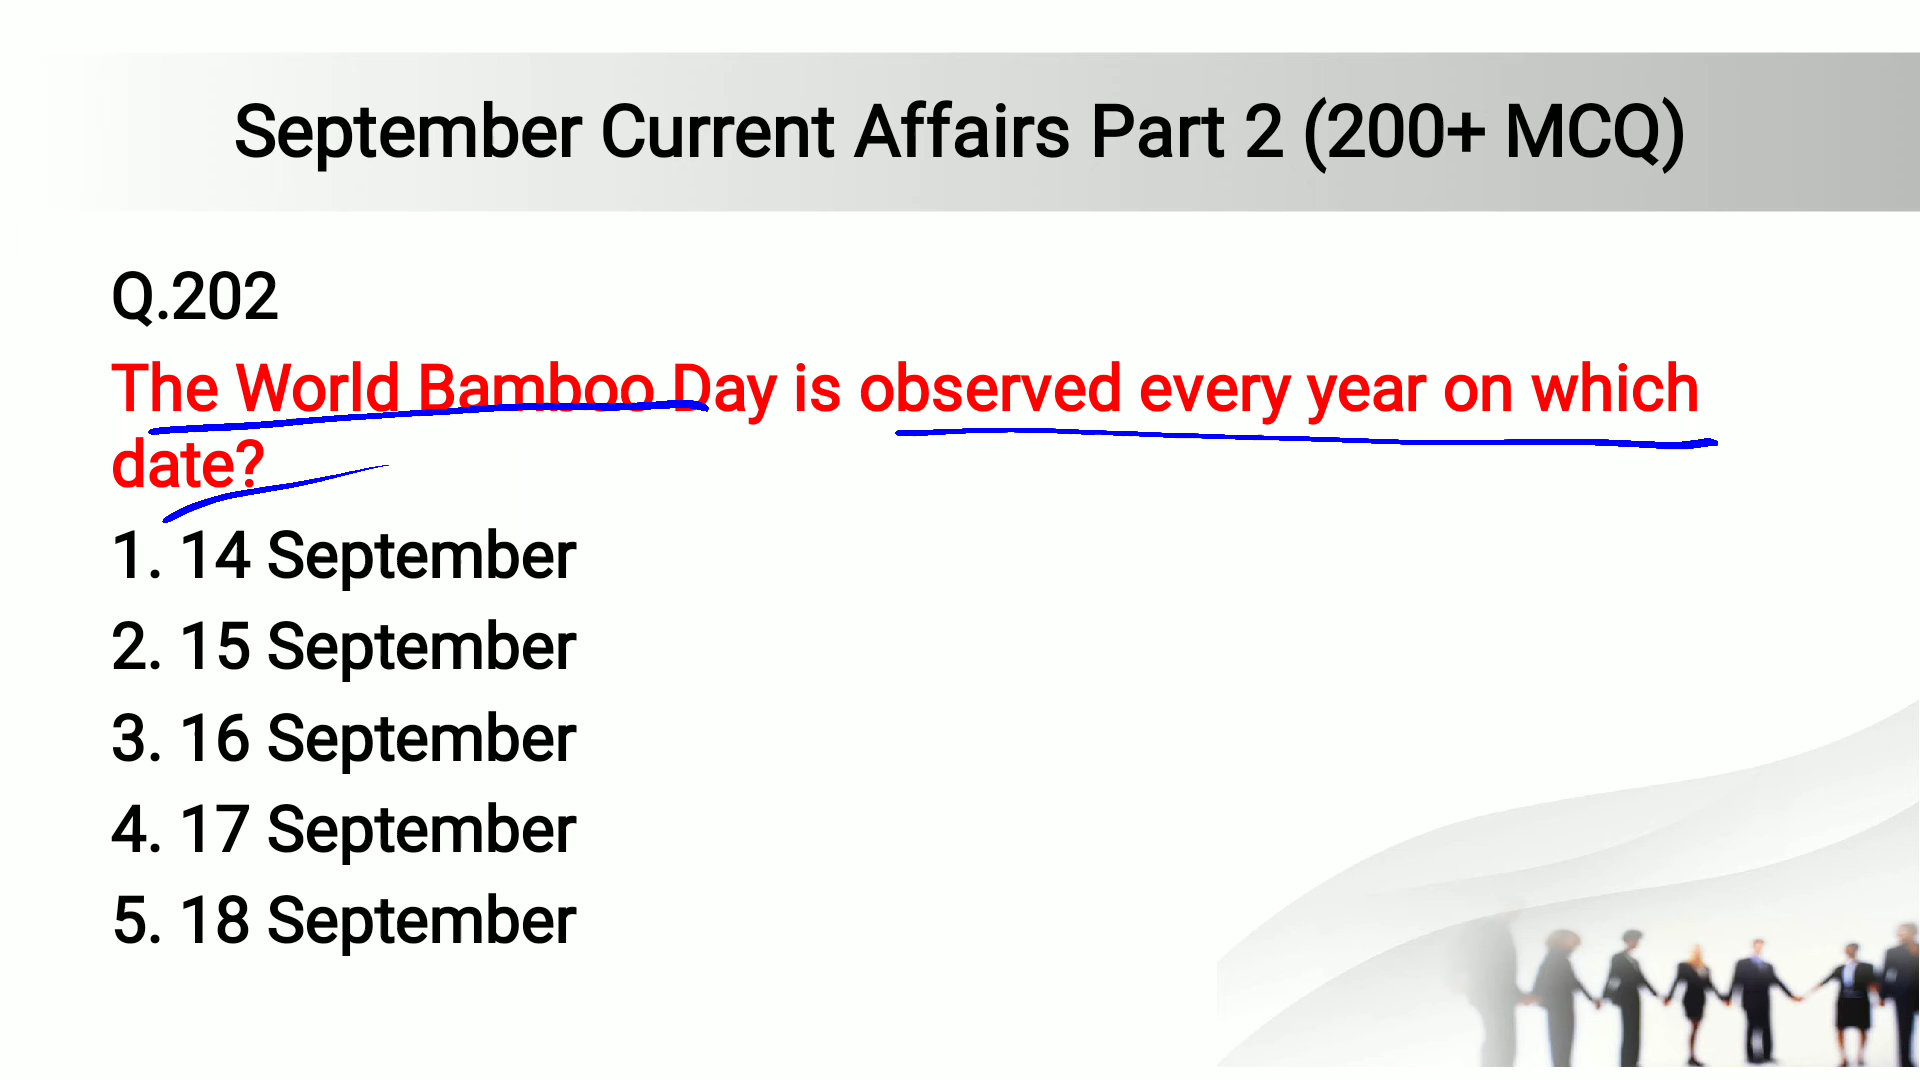 September Current Affairs Part 2 (200+ MCQ)
Q.202
The World Bamboo Day is observed every year on which
date?
1. 14 September
2. 15 September
3. 16 September
4. 17 September
5. 18 September